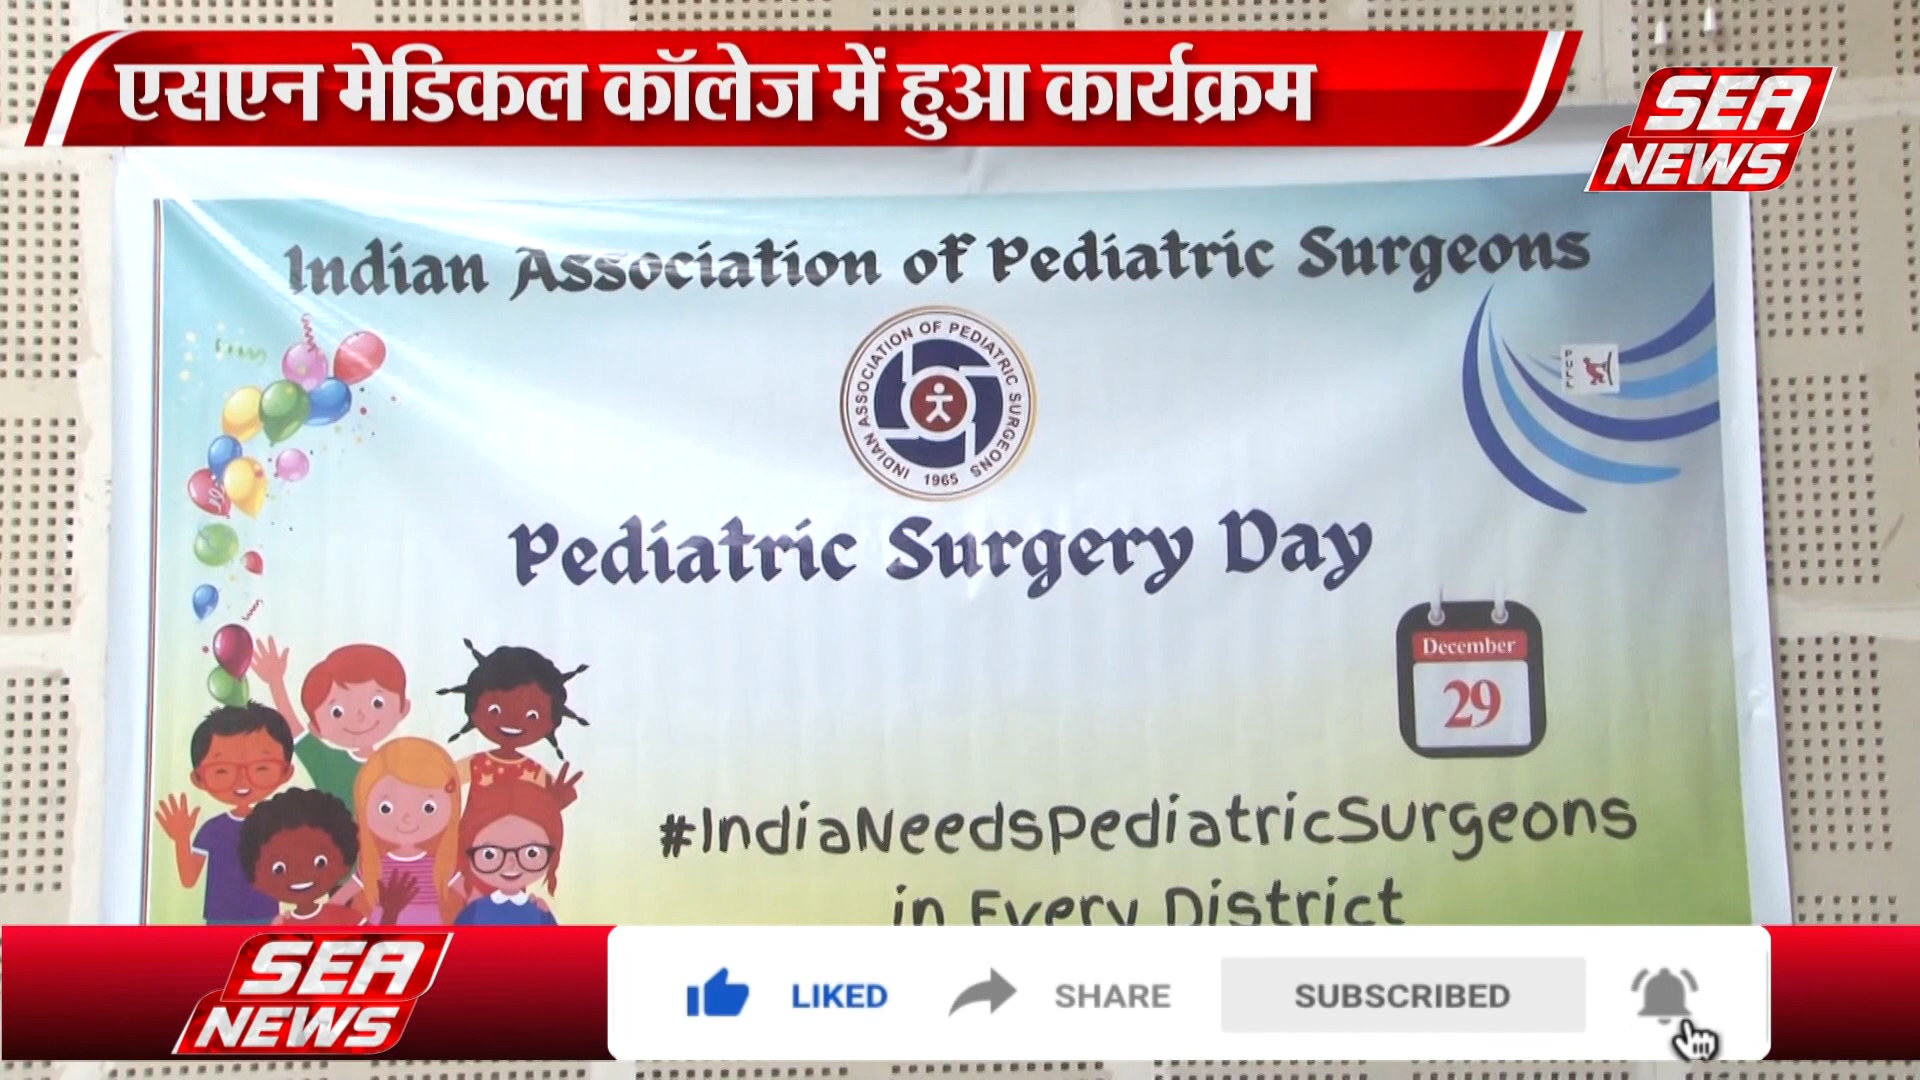 एसएन मेडिकल कॉलेज में हुआ कार्यक्रम
SEA
NEWS
Indian Association of Pediatric Surgeons
INDIAN ASSOCIATION OF PEDIATRIC SURGEONS
1965
PULL
Pediatric Surgery Day
December
29
#IndiaNeedsPediatricSurgeons
in Every District
SEA
NEWS
LIKED
SHARE
SUBSCRIBED